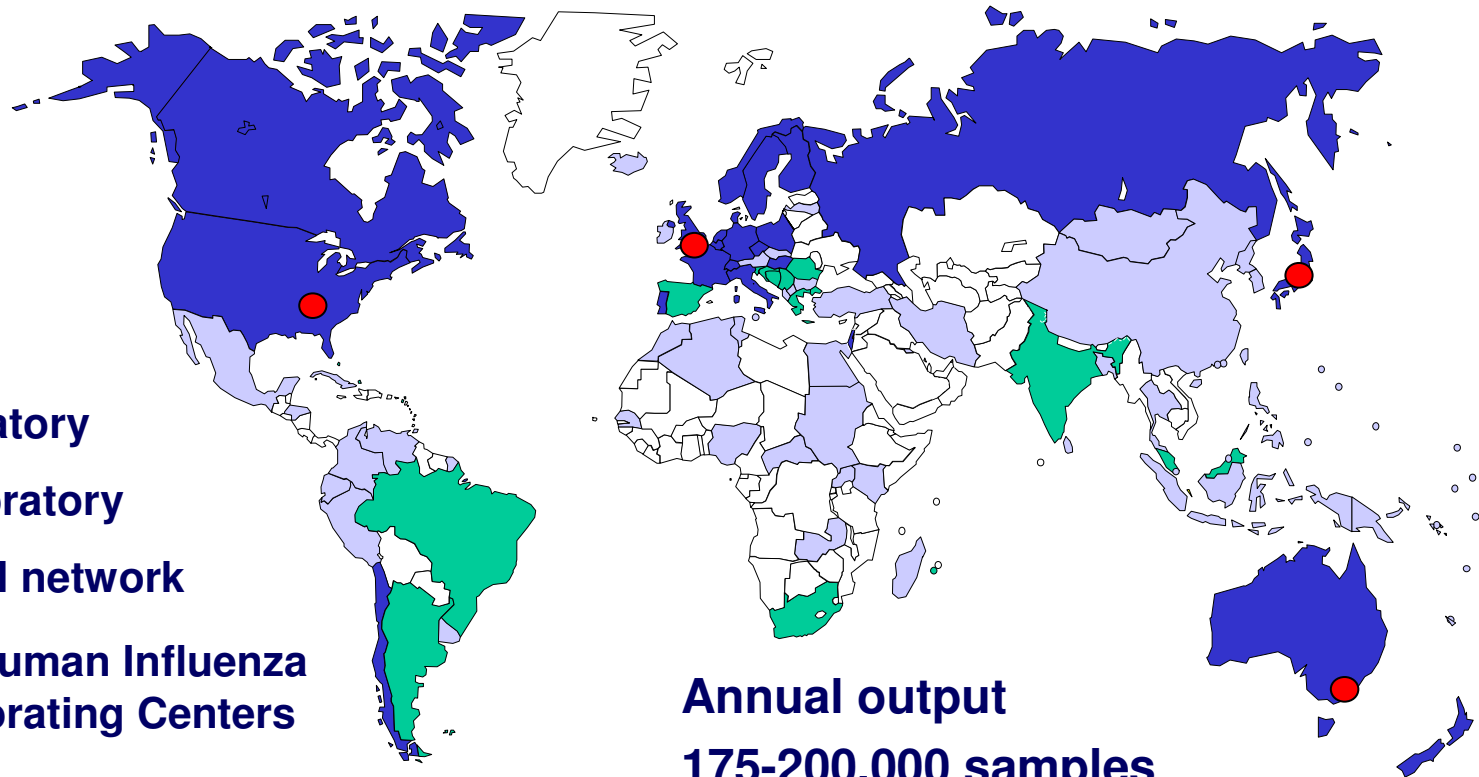 atory
oratory
l network
uman Influenza
orating Centers
Annual output
175-200.000 samples